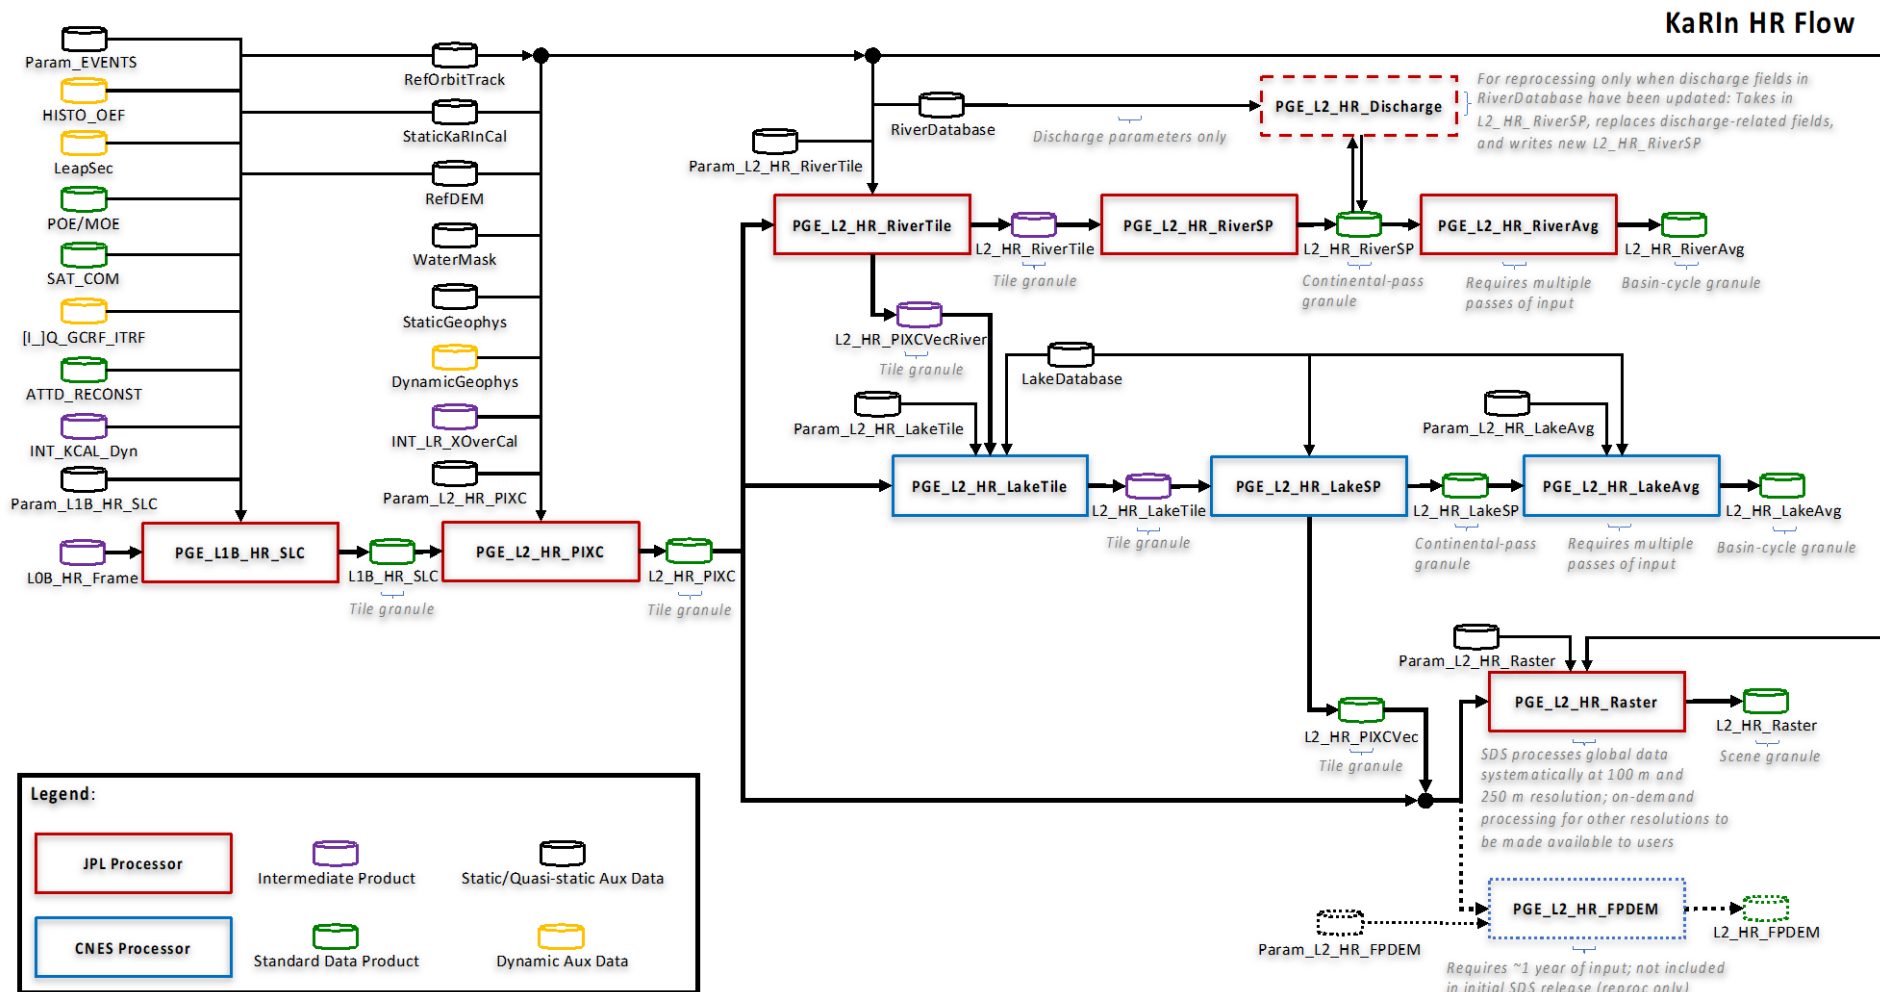 KaRIn HR Flow
Param_EVENTS
HISTO_OEF
LeapSec
POE/MOE
SAT_COM
[I_]Q_GCRF_ITRF
ATTD_RECONST
INT_KCAL_Dyn
Param_L1B_HR_SLC
L0B_HR_Frame
PGE_L1B_HR_SLC
L1B_HR_SLC
Tile granule
RefOrbitTrack
StaticKaRInCal
RefDEM
WaterMask
StaticGeophys
DynamicGeophys
INT_LR_XOverCal
Param_L2_HR_PIXC
PGE_L2_HR_PIXC
L2_HR_PIXC
Tile granule
RiverDatabase
Discharge parameters only
Param_L2_HR_RiverTile
PGE_L2_HR_Discharge
For reprocessing only when discharge fields in
RiverDatabase have been updated: Takes in
L2_HR_RiverSP, replaces discharge-related fields,
and writes new L2_HR_RiverSP
PGE_L2_HR_RiverTile
L2_HR_RiverTile
Tile granule
PGE_L2_HR_RiverSP
L2_HR_RiverSP
Continental-pass
granule
PGE_L2_HR_RiverAvg
Requires multiple
passes of input
L2_HR_RiverAvg
Basin-cycle granule
L2_HR_PIXCVecRiver
Tile granule
LakeDatabase
Param_L2_HR_LakeTile
Param_L2_HR_LakeAvg
PGE_L2_HR_LakeTile
L2_HR_LakeTile
Tile granule
PGE_L2_HR_LakeSP
L2_HR_LakeSP
Continental-pass
granule
PGE_L2_HR_LakeAvg
Requires multiple
passes of input
L2_HR_LakeAvg
Basin-cycle granule
Param_L2_HR_Raster
PGE_L2_HR_Raster
L2_HR_Raster
Scene granule
L2_HR_PIXCVec
Tile granule
SDS processes global data
systematically at 100 m and
250 m resolution; on-demand
processing for other resolutions to
be made available to users
PGE_L2_HR_FPDEM
L2_HR_FPDEM
Param_L2_HR_FPDEM
Requires ~1 year of input; not included
in initial SDS release (reproc only)
Legend:
JPL Processor
Intermediate Product
Static/Quasi-static Aux Data
CNES Processor
Standard Data Product
Dynamic Aux Data